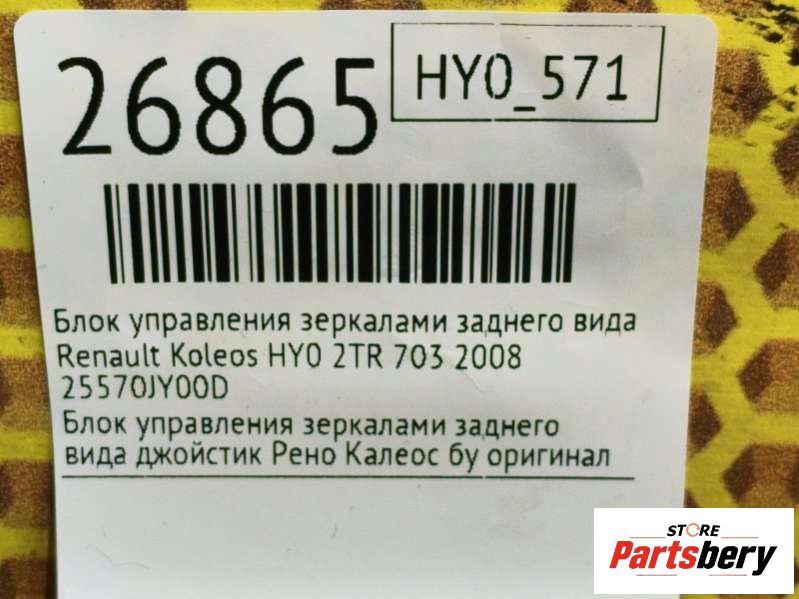 26865
HY0_571
Блок управления зеркалами заднего вида
Renault Koleos HY0 2TR 703 2008
25570JY00D
Блок управления зеркалами заднего
вида джойстик Рено Калеос бу оригинал
STORE
Partsbery